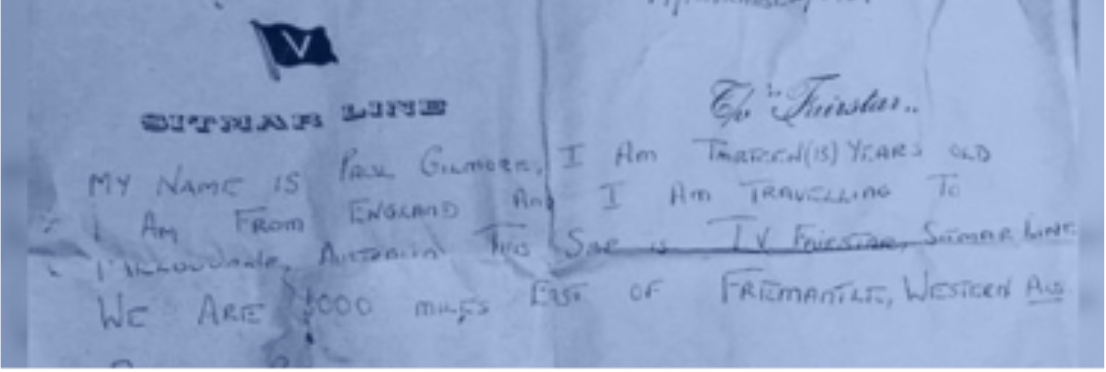 V
SITMAR LINE
T/v "Fairstar"
MY NAME IS PAUL GILMORE, I AM THIRTEEN (13) YEARS OLD
I AM FROM ENGLAND AND I AM TRAVELLING TO
AUSTRALIA THIS SHIP IS TV FAIRSTAR, SITMAR LINE
WE ARE 1000 MILES EAST OF FREMANTLE, WESTERN AUS